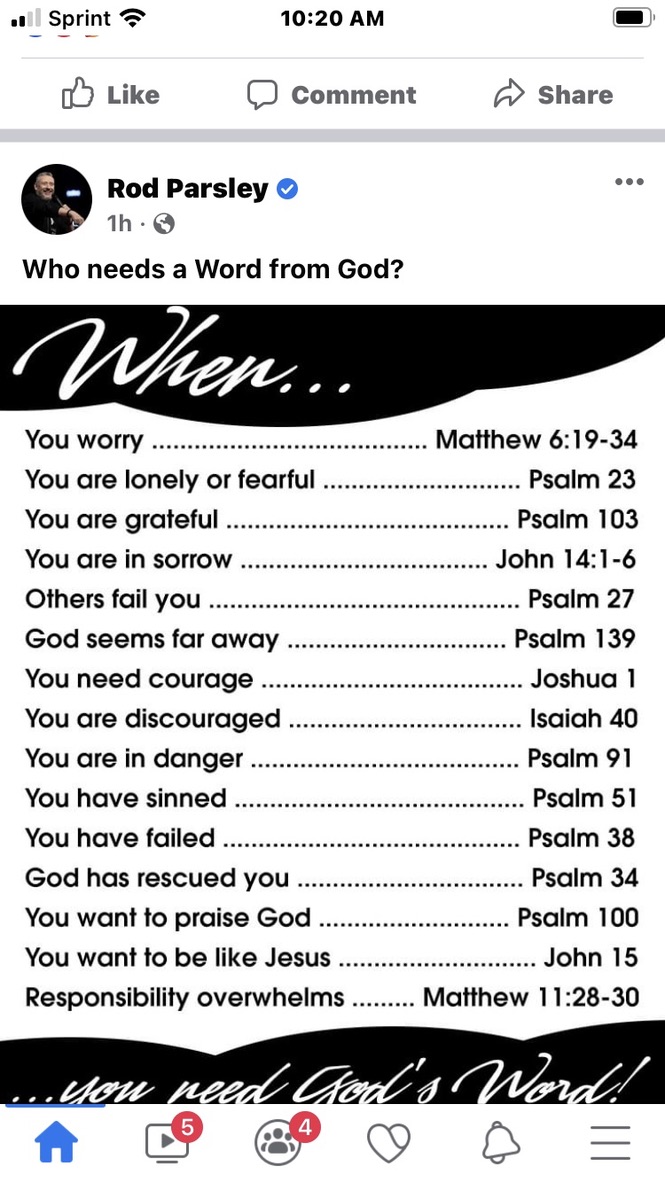 Sprint 10:20 AM
Like Comment Share
Rod Parsley
1h ·
Who needs a Word from God?
When...
You worry ........................................ Matthew 6:19-34
You are lonely or fearful ............................. Psalm 23
You are grateful ......................................... Psalm 103
You are in sorrow .................................... John 14:1-6
Others fail you ............................................. Psalm 27
God seems far away ................................ Psalm 139
You need courage ...................................... Joshua 1
You are discouraged .................................. Isaiah 40
You are in danger ....................................... Psalm 91
You have sinned .......................................... Psalm 51
You have failed ........................................... Psalm 38
God has rescued you ................................. Psalm 34
You want to praise God ............................ Psalm 100
You want to be like Jesus ............................. John 15
Responsibility overwhelms ......... Matthew 11:28-30
...you need God's Word!
5 4